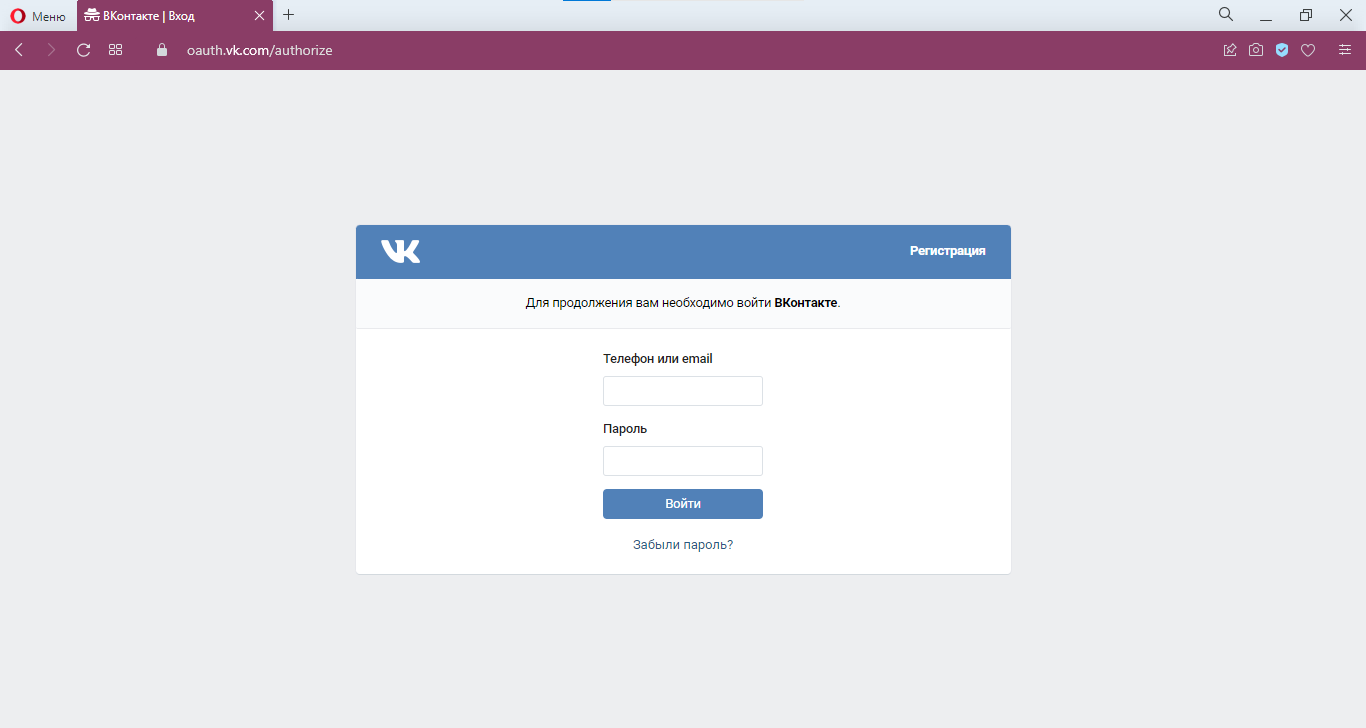 Меню
ВКонтакте | Вход
oauth.vk.com/authorize
VK
Регистрация
Для продолжения вам необходимо войти ВКонтакте.
Телефон или email
Пароль
Войти
Забыли пароль?